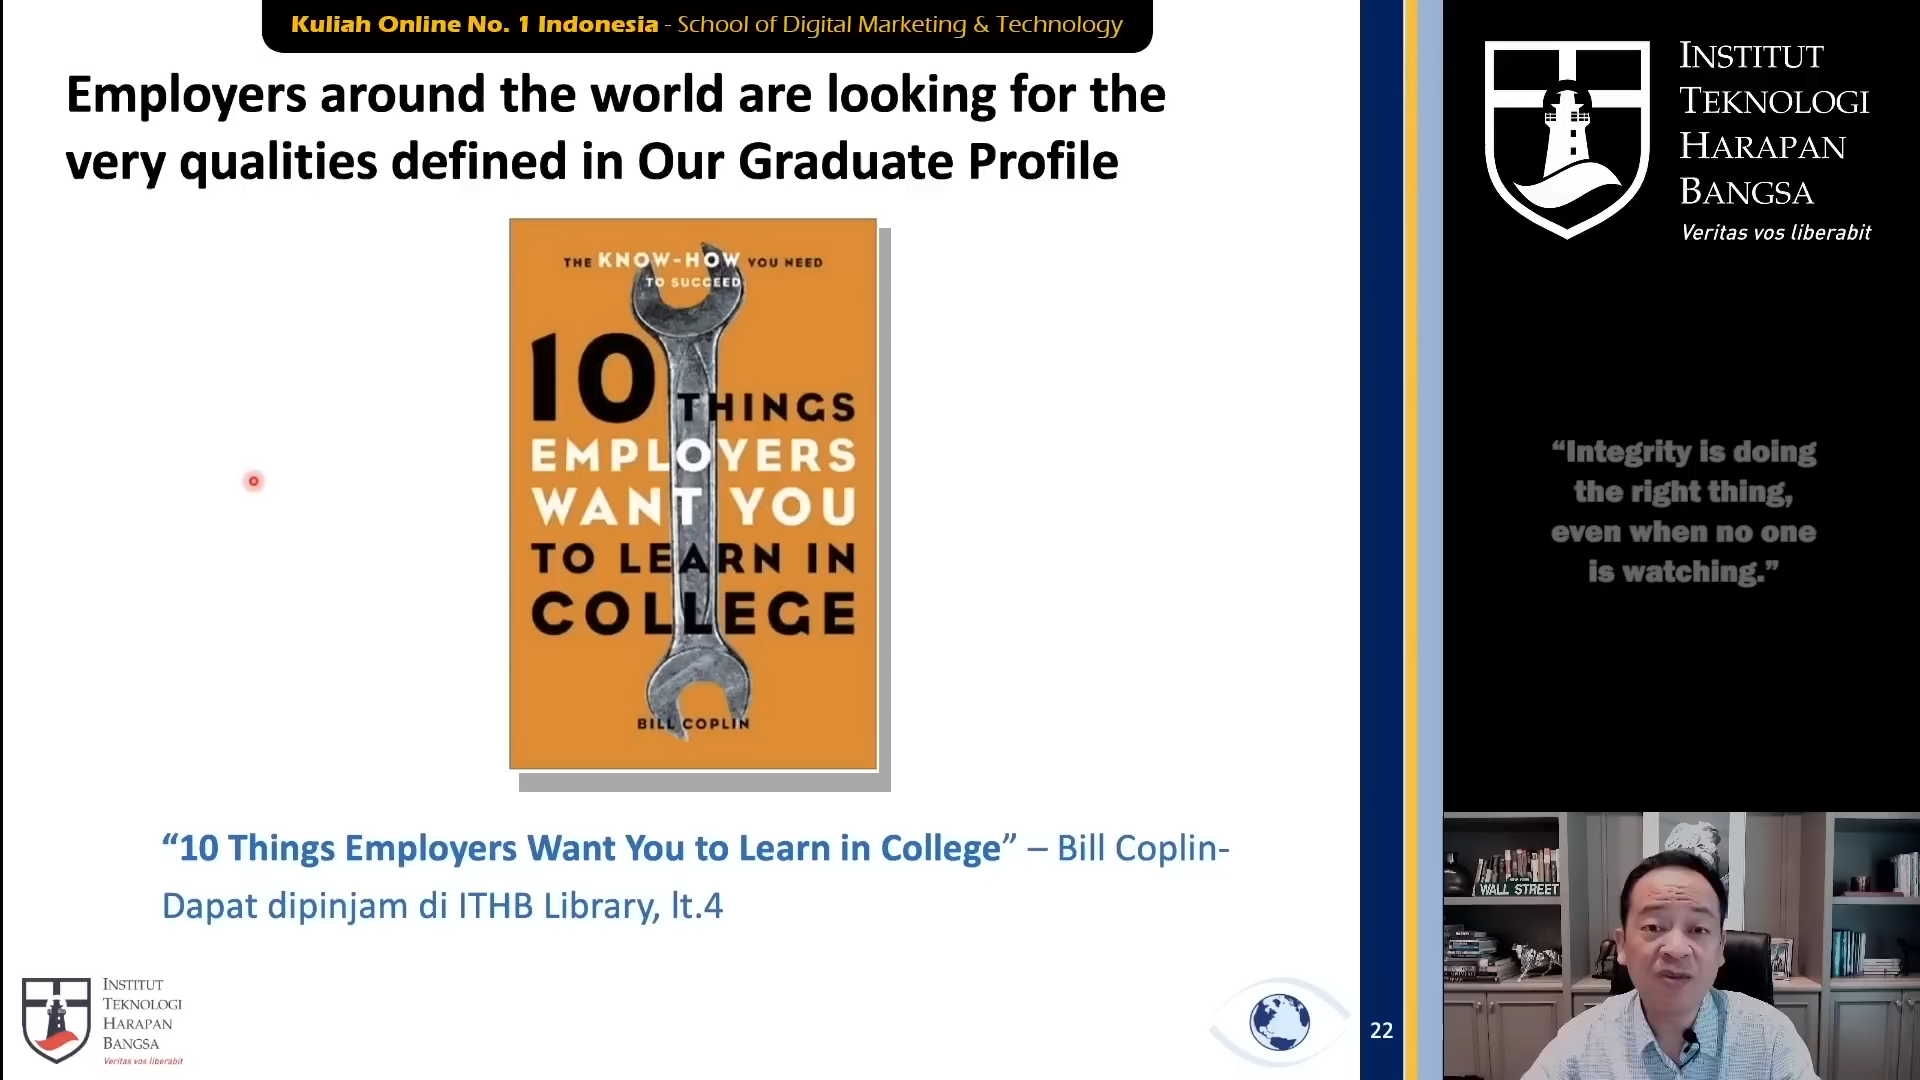 Kuliah Online No. 1 Indonesia - School of Digital Marketing & Technology
Employers around the world are looking for the
very qualities defined in Our Graduate Profile
THE KNOW-HOW YOU NEED
TO SUCCEED
10 THINGS
EMPLOYERS
WANT YOU
TO LEARN IN
COLLEGE
BILL COPLIN
“10 Things Employers Want You to Learn in College” – Bill Coplin-
Dapat dipinjam di ITHB Library, lt.4
INSTITUT
TEKNOLOGI
HARAPAN
BANGSA
Veritas vos liberabit
22
INSTITUT
TEKNOLOGI
HARAPAN
BANGSA
Veritas vos liberabit
“Integrity is doing
the right thing,
even when no one
is watching.”
WALL STREET